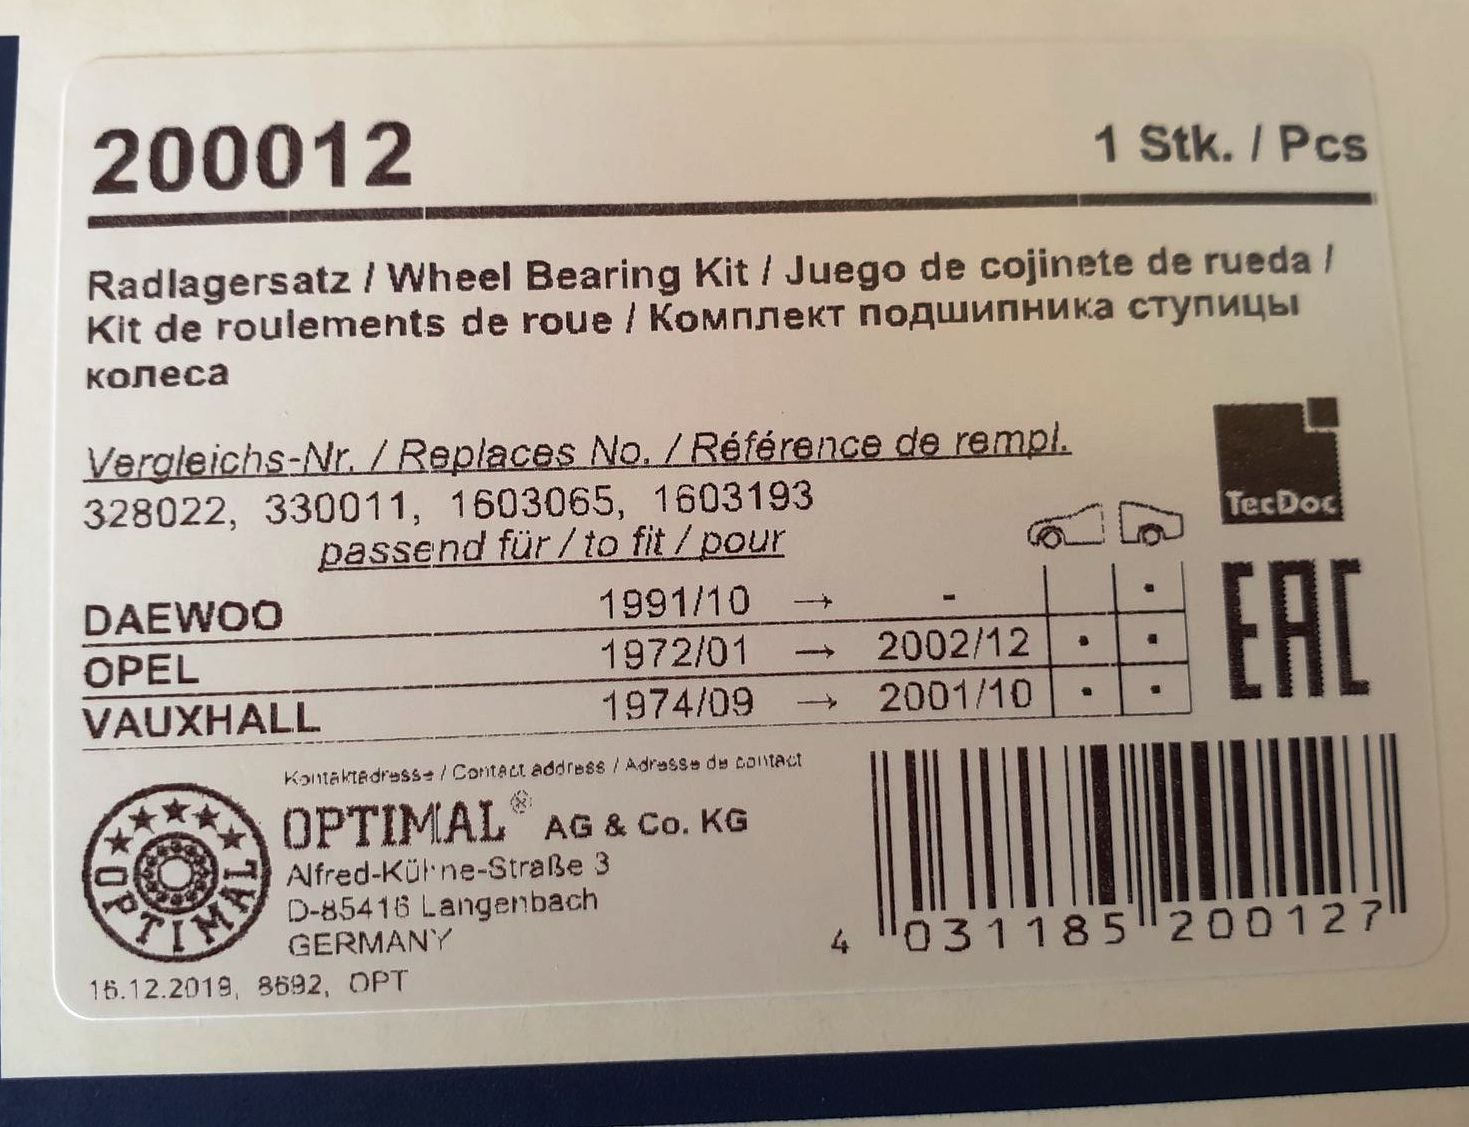 200012
1 Stk. / Pcs
Radlagersatz / Wheel Bearing Kit / Juego de cojinete de rueda /
Kit de roulements de roue / Комплект подшипника ступицы
колеса
Vergleichs-Nr. / Replaces No. / Référence de rempl.
328022, 330011, 1603065, 1603193
TecDoc
passend für / to fit / pour
DAEWOO 1991/10 → -
OPEL 1972/01 → 2002/12
VAUXHALL 1974/09 → 2001/10
EAC
Kontaktadresse / Contact address / Adresse de contact
OPTIMAL® AG & Co. KG
Alfred-Kühne-Straße 3
D-85416 Langenbach
GERMANY
OPTIMAL
4 031185 200127
16.12.2019, 8692, OPT